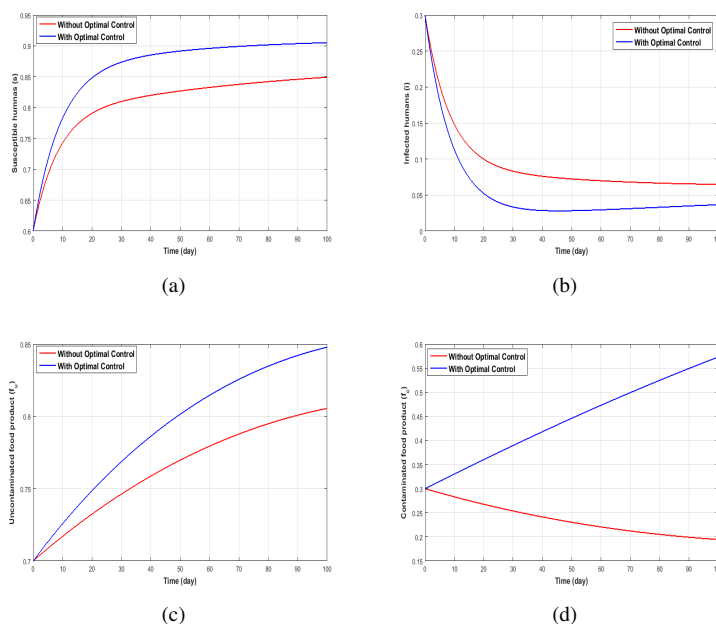 Without Optimal Control
With Optimal Control
Susceptible humnas (s)
0.95
0.9
0.85
0.8
0.75
0.7
0.65
0.6
0 10 20 30 40 50 60 70 80 90 100
Time (day)
(a)
Without Optimal Control
With Optimal Control
Infected humans (i)
0.3
0.25
0.2
0.15
0.1
0.05
0
0 10 20 30 40 50 60 70 80 90 100
Time (day)
(b)
Without Optimal Control
With Optimal Control
Uncontaminated food product (f_u)
0.85
0.8
0.75
0.7
0 10 20 30 40 50 60 70 80 90 100
Time (day)
(c)
Without Optimal Control
With Optimal Control
Contaminated food product (f_c)
0.6
0.55
0.5
0.45
0.4
0.35
0.3
0.25
0.2
0.15
0 10 20 30 40 50 60 70 80 90 100
Time (day)
(d)